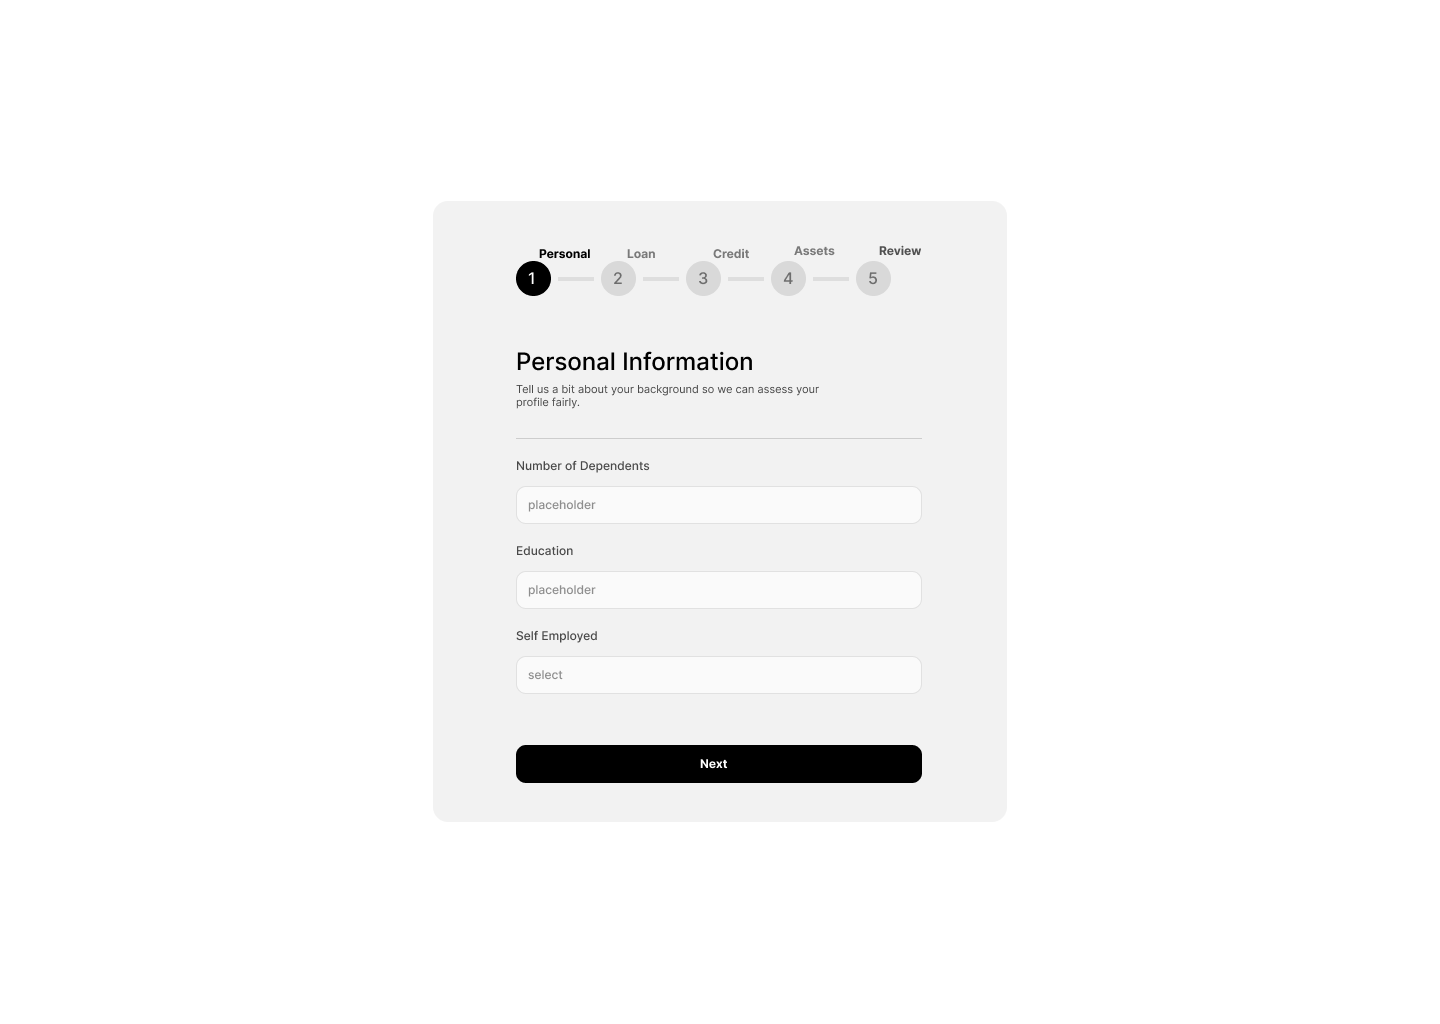 Personal Loan Credit Assets Review
1 2 3 4 5
Personal Information
Tell us a bit about your background so we can assess your
profile fairly.
Number of Dependents
placeholder
Education
placeholder
Self Employed
select
Next